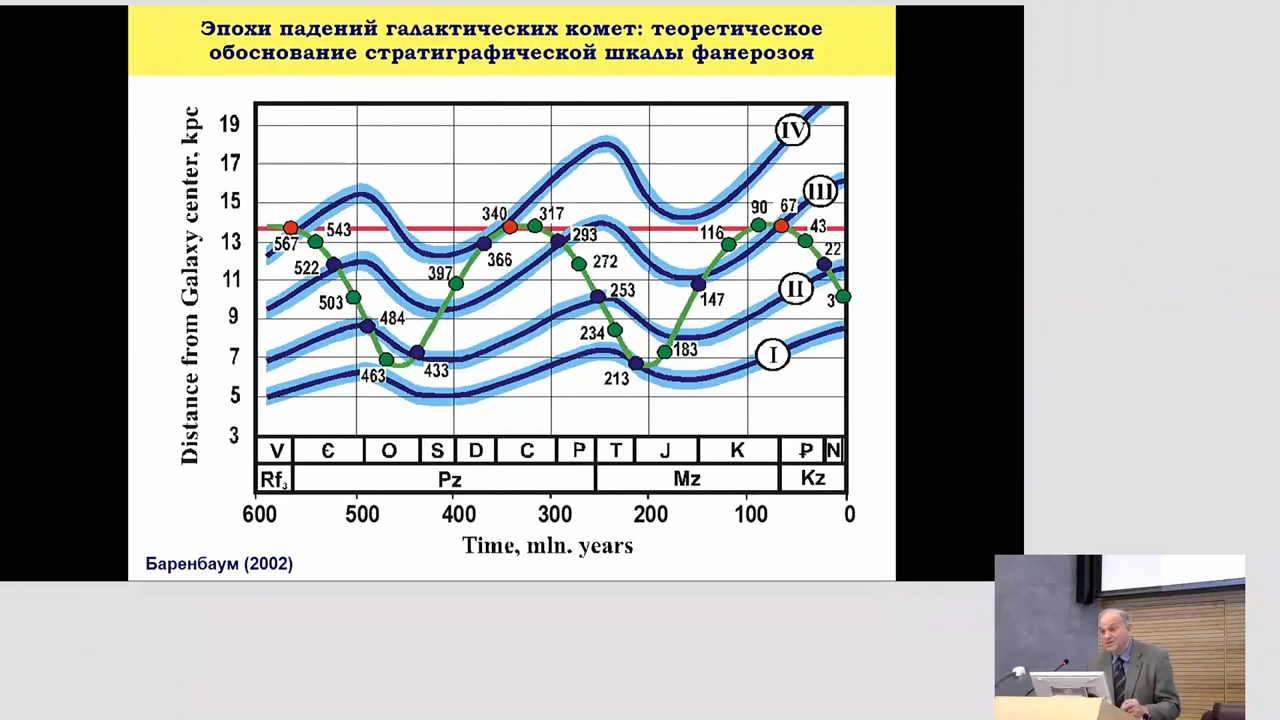 Эпохи падений галактических комет: теоретическое
обоснование стратиграфической шкалы фанерозоя
Distance from Galaxy center, kpc
19
17
15
13
11
9
7
5
3
IV
III
II
I
567
543
522
503
484
463
433
397
366
340
317
293
272
253
234
213
183
147
116
90
67
43
22
3
V Є O S D C P T J K P N
Rf₃ Pz Mz Kz
600 500 400 300 200 100 0
Time, mln. years
Баренбаум (2002)